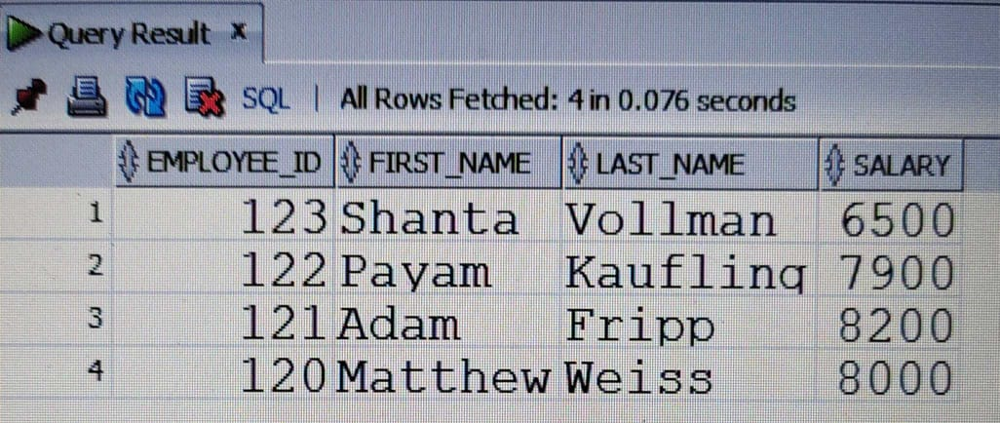 Query Result x
SQL | All Rows Fetched: 4 in 0.076 seconds
EMPLOYEE_ID FIRST_NAME LAST_NAME SALARY
1 123 Shanta Vollman 6500
2 122 Payam Kaufling 7900
3 121 Adam Fripp 8200
4 120 Matthew Weiss 8000